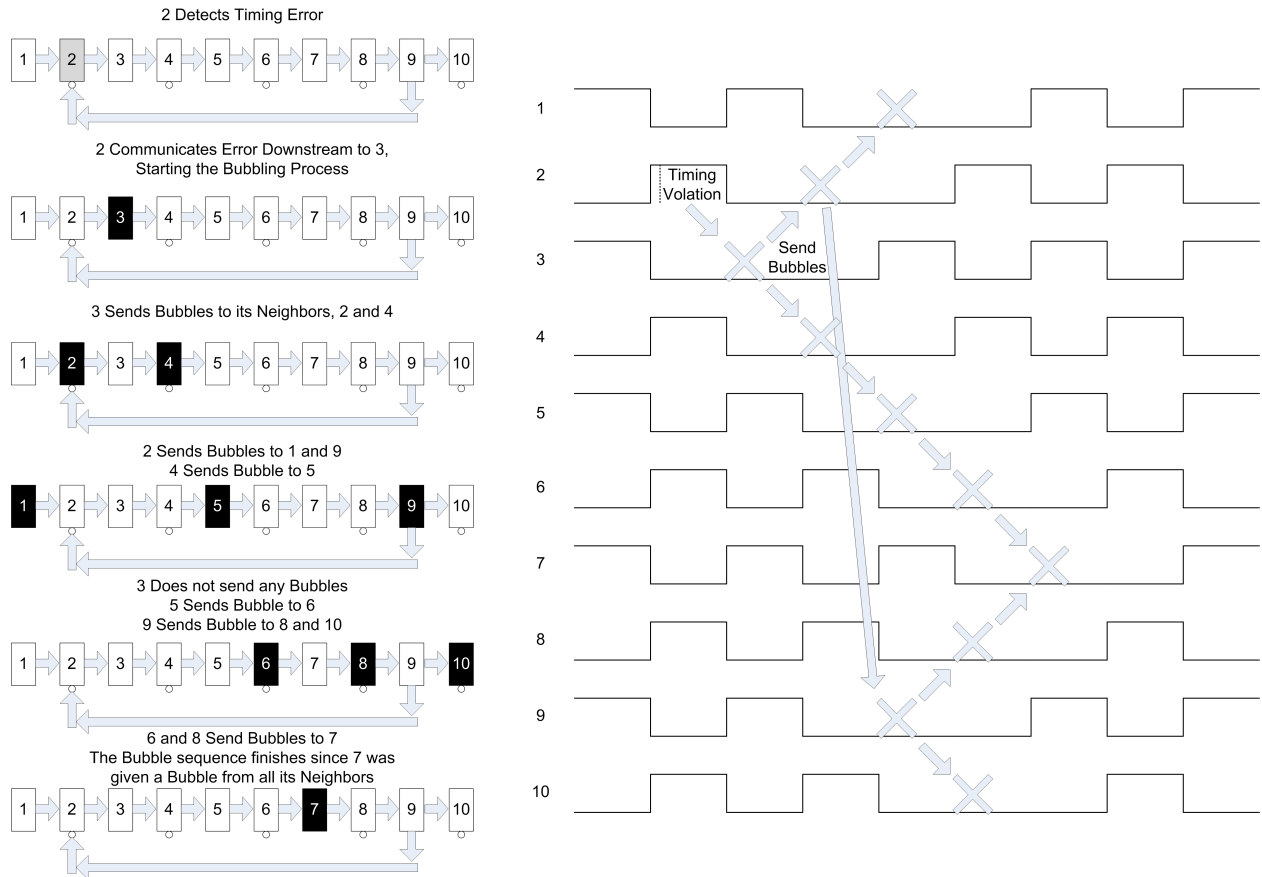 2 Detects Timing Error
1 2 3 4 5 6 7 8 9 10
2 Communicates Error Downstream to 3,
Starting the Bubbling Process
1 2 3 4 5 6 7 8 9 10
3 Sends Bubbles to its Neighbors, 2 and 4
1 2 3 4 5 6 7 8 9 10
2 Sends Bubbles to 1 and 9
4 Sends Bubble to 5
1 2 3 4 5 6 7 8 9 10
3 Does not send any Bubbles
5 Sends Bubble to 6
9 Sends Bubble to 8 and 10
1 2 3 4 5 6 7 8 9 10
6 and 8 Send Bubbles to 7
The Bubble sequence finishes since 7 was
given a Bubble from all its Neighbors
1 2 3 4 5 6 7 8 9 10
1
2
Timing
Volation
3
Send
Bubbles
4
5
6
7
8
9
10